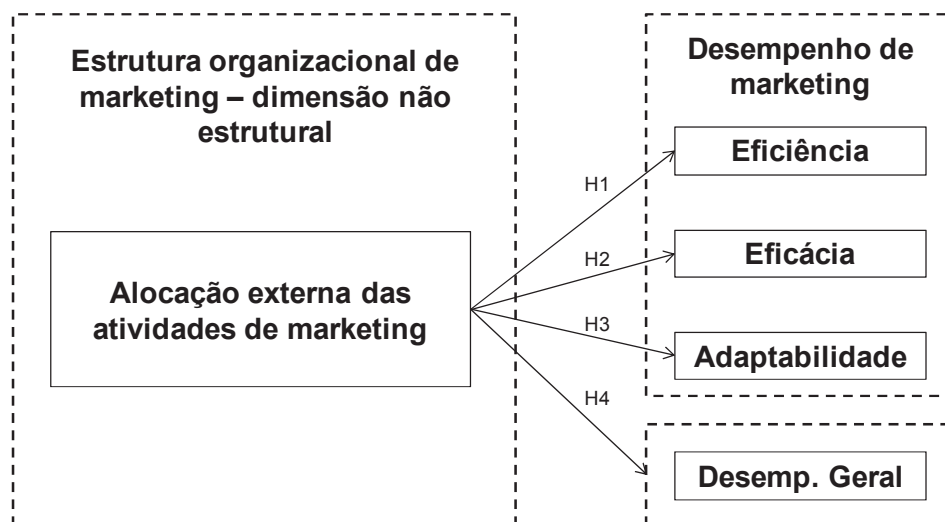 Estrutura organizacional de
marketing – dimensão não
estrutural
Alocação externa das
atividades de marketing
H1
H2
H3
H4
Desempenho de
marketing
Eficiência
Eficácia
Adaptabilidade
Desemp. Geral